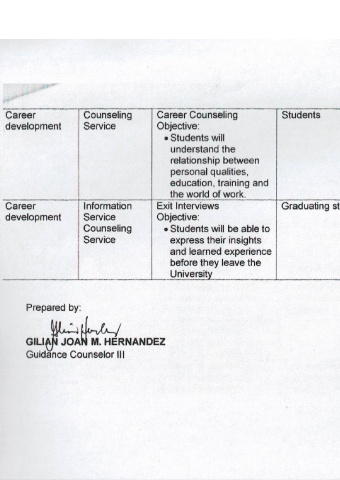 Career Counseling Career Counseling Students
development Service Objective:
• Students will
understand the
relationship between
personal qualities,
education, training and
the world of work.
Career Information Exit Interviews Graduating
development Service Objective:
Counseling • Students will be able to
Service express their insights
and learned experience
before they leave the
University
Prepared by:
GILIAN JOAN M. HERNANDEZ
Guidance Counselor III